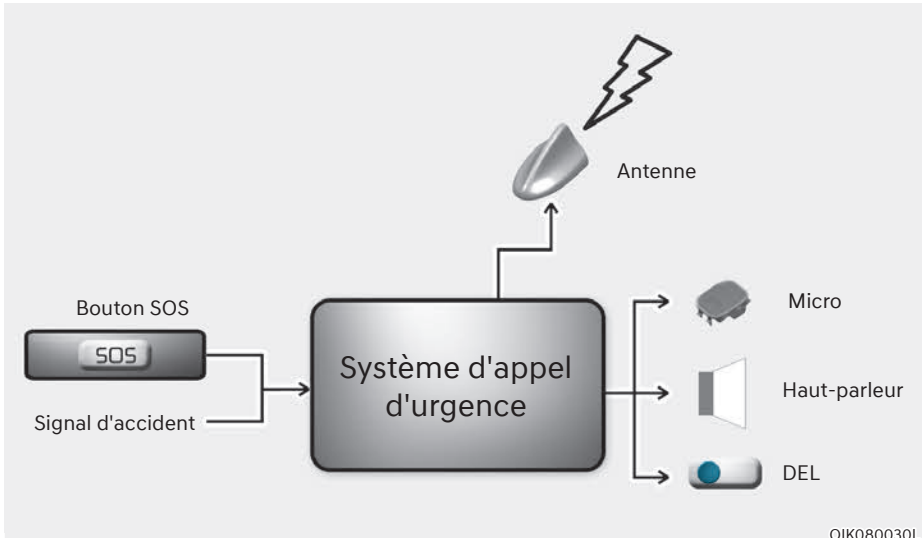 Antenne
Bouton SOS
SOS
Signal d'accident
Système d'appel
d'urgence
Micro
Haut-parleur
DEL
OIK080030L